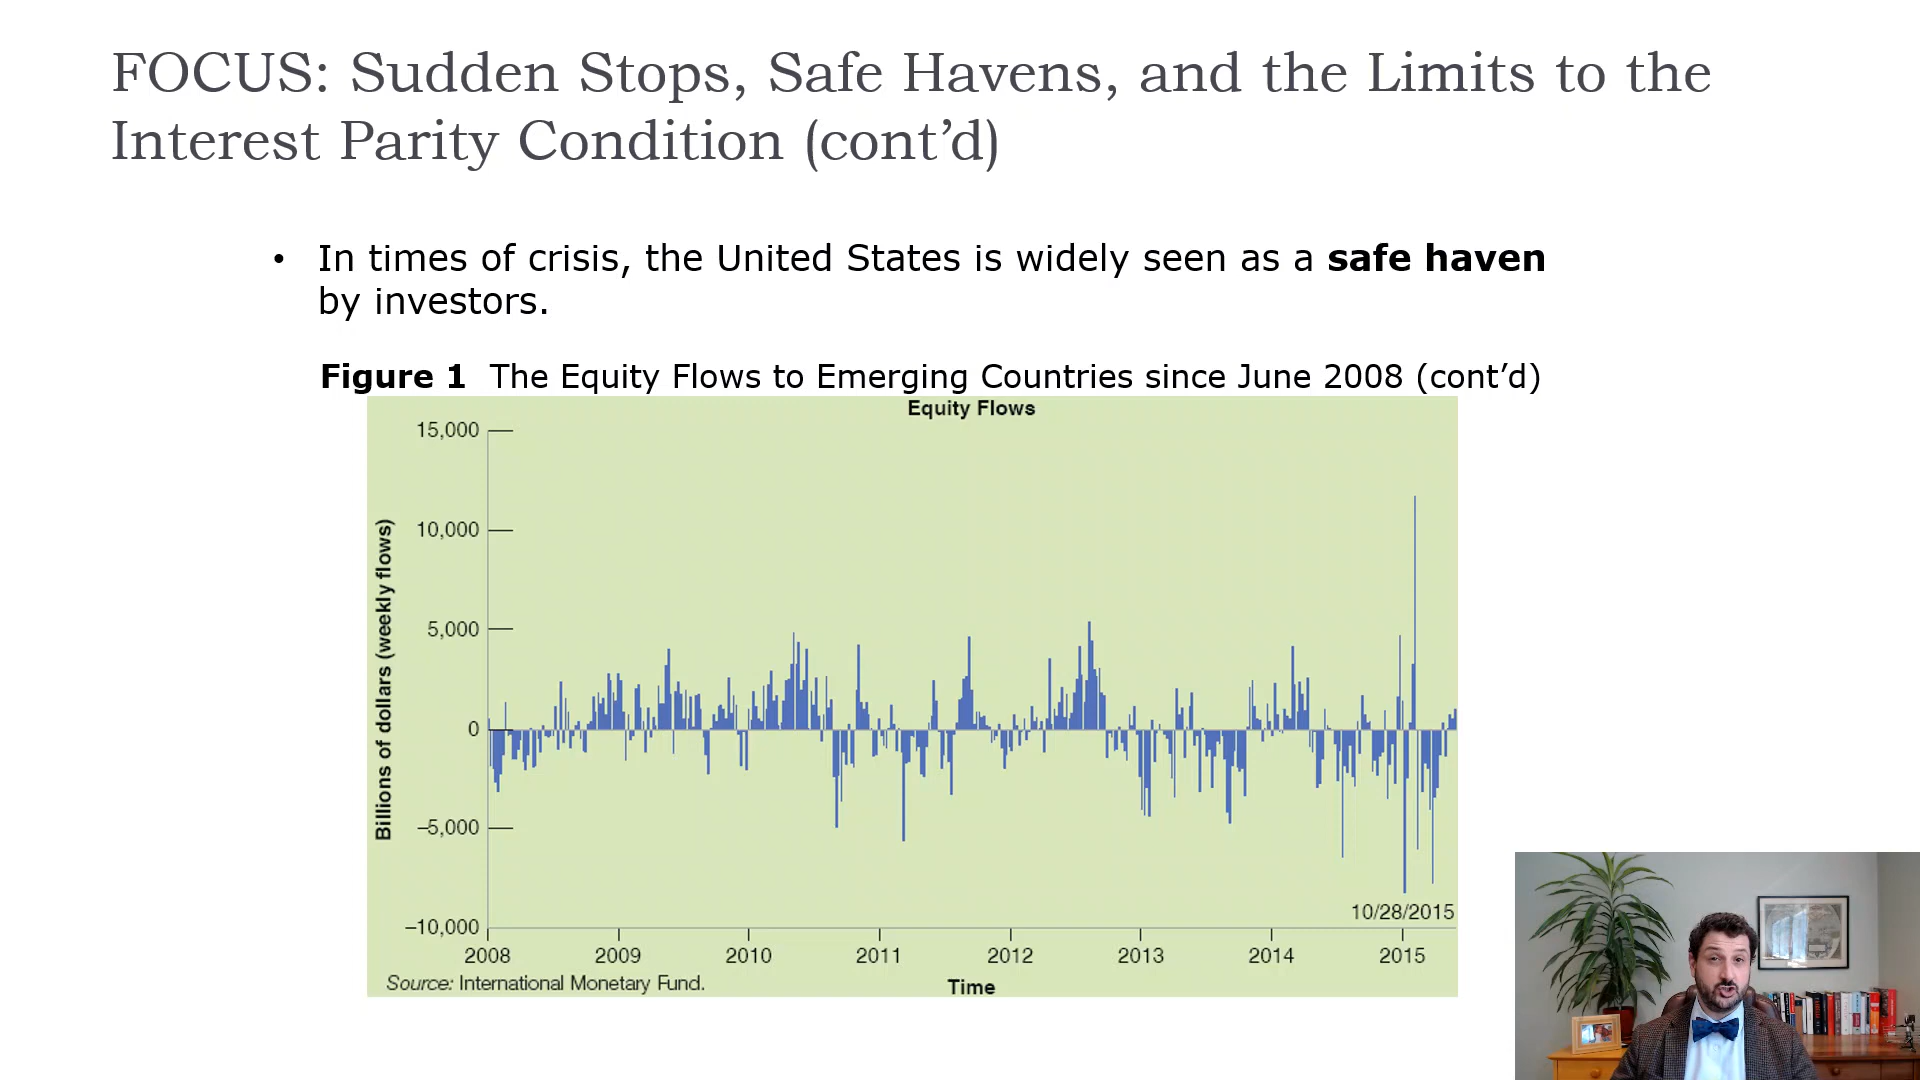 FOCUS: Sudden Stops, Safe Havens, and the Limits to the
Interest Parity Condition (cont’d)
• In times of crisis, the United States is widely seen as a safe haven
by investors.
Figure 1 The Equity Flows to Emerging Countries since June 2008 (cont’d)
Equity Flows
Billions of dollars (weekly flows)
15,000
10,000
5,000
0
–5,000
–10,000
10/28/2015
2008 2009 2010 2011 2012 2013 2014 2015
Source: International Monetary Fund.
Time